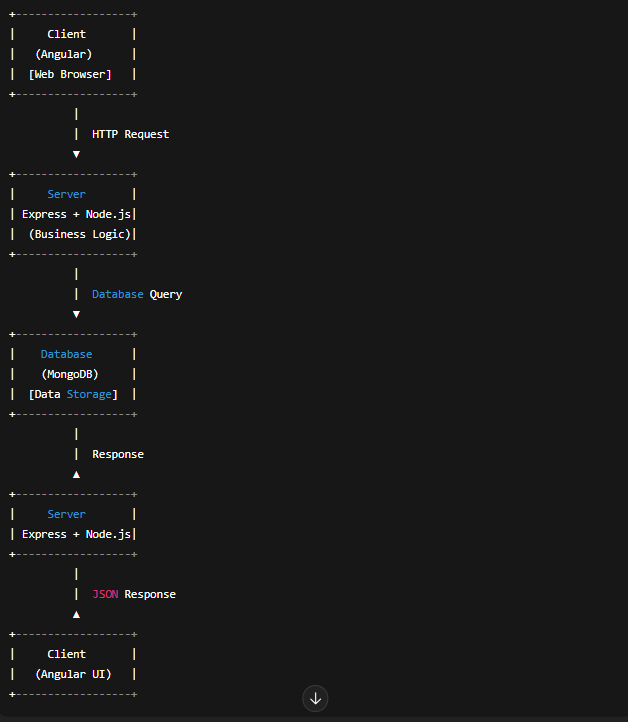 +------------------+
|     Client       |
|   (Angular)      |
|  [Web Browser]   |
+------------------+
          |
          |  HTTP Request
          ▼
+------------------+
|     Server       |
| Express + Node.js|
|  (Business Logic)|
+------------------+
          |
          |  Database Query
          ▼
+------------------+
|    Database      |
|    (MongoDB)     |
|  [Data Storage]  |
+------------------+
          |
          |  Response
          ▲
+------------------+
|     Server       |
| Express + Node.js|
+------------------+
          |
          |  JSON Response
          ▲
+------------------+
|     Client       |
|   (Angular UI)   |
+------------------+